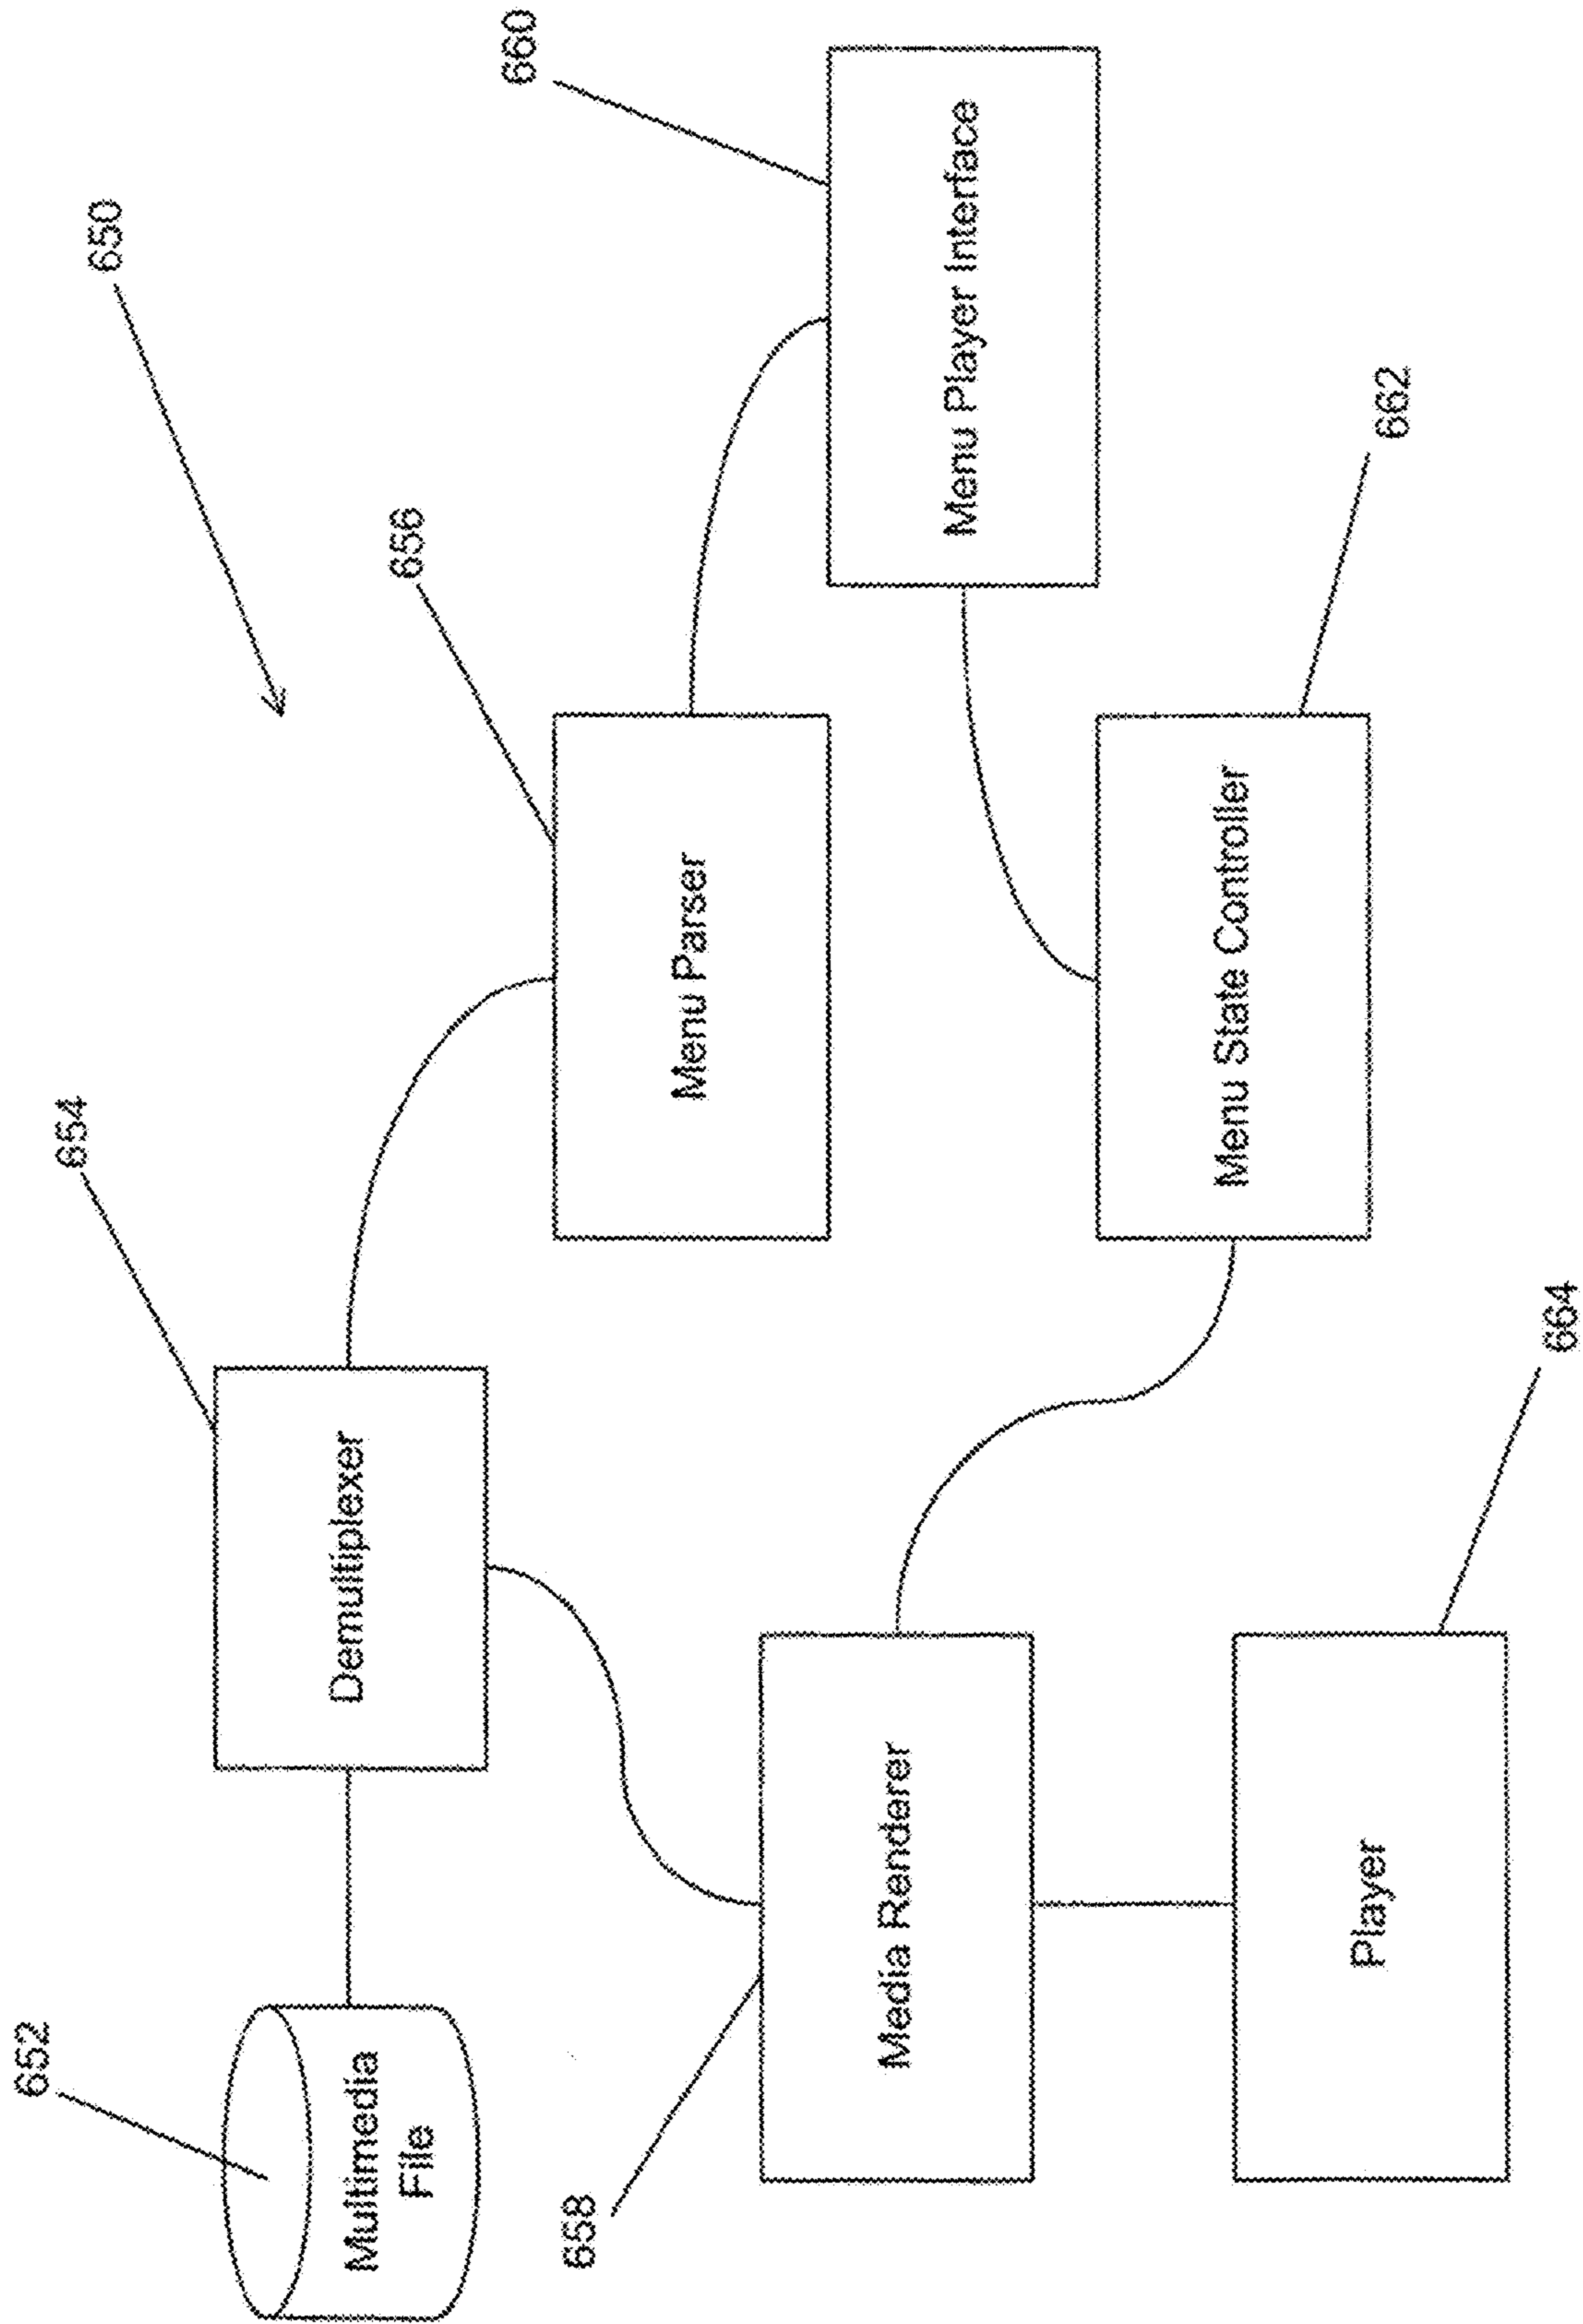 650
652
Multimedia
File
654
Demultiplexer
656
Menu Parser
660
Menu Player Interface
658
Media Renderer
662
Menu State Controller
664
Player